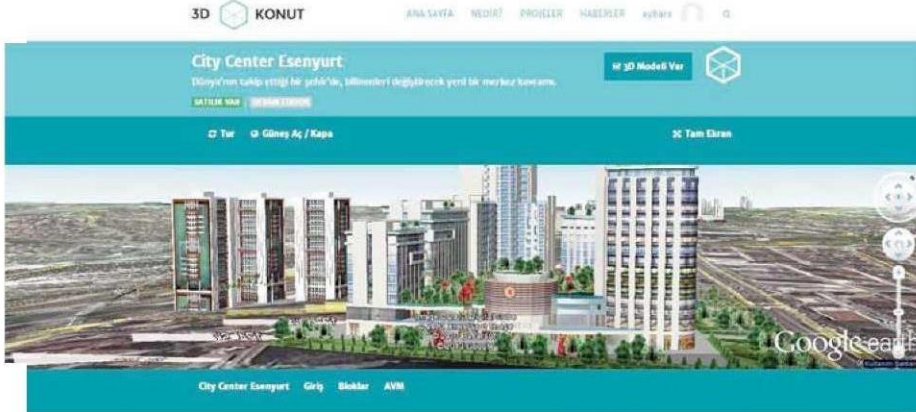 3D KONUT
ANA SAYFA NEDİR? PROJELER HABERLER aybars
City Center Esenyurt
3D Modeli Var
Dünya'nın takip ettiği bir şehir'de, bilinenleri değiştirecek yeni bir merkez kavramı.
SATILIK VAR
Tur Güneş Aç / Kapa Tam Ekran
Google earth
City Center Esenyurt Giriş Bloklar AVM